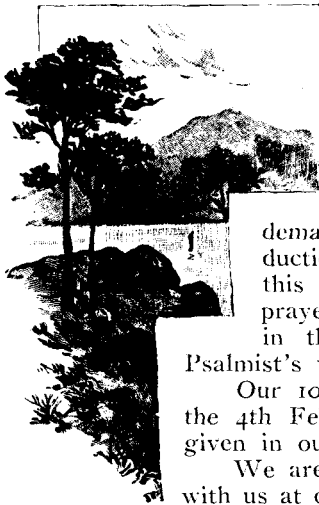 dema
ducti
this
praye
in th
Psalmist's
Our 10
the 4th Fe
given in ou
We are
with us at